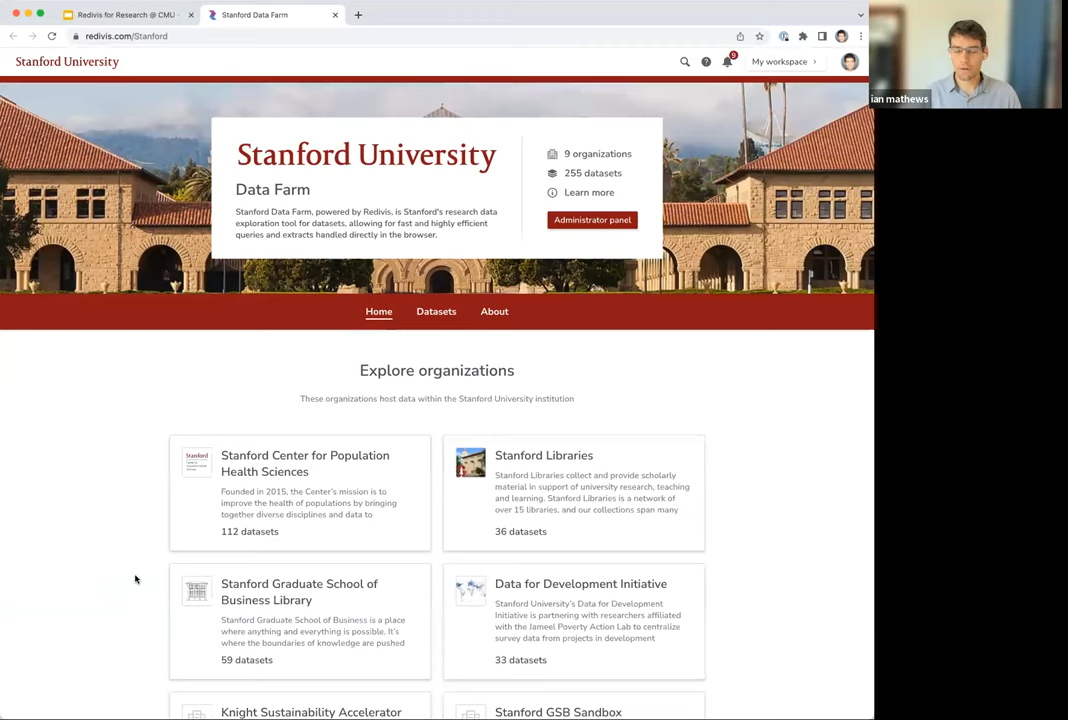 Redivis for Research @ CMU -
Stanford Data Farm
redivis.com/Stanford
Stanford University
9
My workspace
ian mathews
Stanford University
Data Farm
Stanford Data Farm, powered by Redivis, is Stanford's research data
exploration tool for datasets, allowing for fast and highly efficient
queries and extracts handled directly in the browser.
9 organizations
255 datasets
Learn more
Administrator panel
Home Datasets About
Explore organizations
These organizations host data within the Stanford University institution
Stanford
Stanford Center for Population
Health Sciences
Founded in 2015, the Center's mission is to
improve the health of populations by bringing
together diverse disciplines and data to
112 datasets
Stanford Libraries
Stanford Libraries collect and provide scholarly
material in support of university research, teaching
and learning. Stanford Libraries is a network of
over 15 libraries, and our collections span many
36 datasets
Stanford Graduate School of
Business Library
Stanford Graduate School of Business is a place
where anything and everything is possible. It's
where the boundaries of knowledge are pushed
59 datasets
Data for Development Initiative
Stanford University's Data for Development
Initiative is partnering with researchers affiliated
with the Jameel Poverty Action Lab to centralize
survey data from projects in development
33 datasets
Knight Sustainability Accelerator
Stanford GSB Sandbox